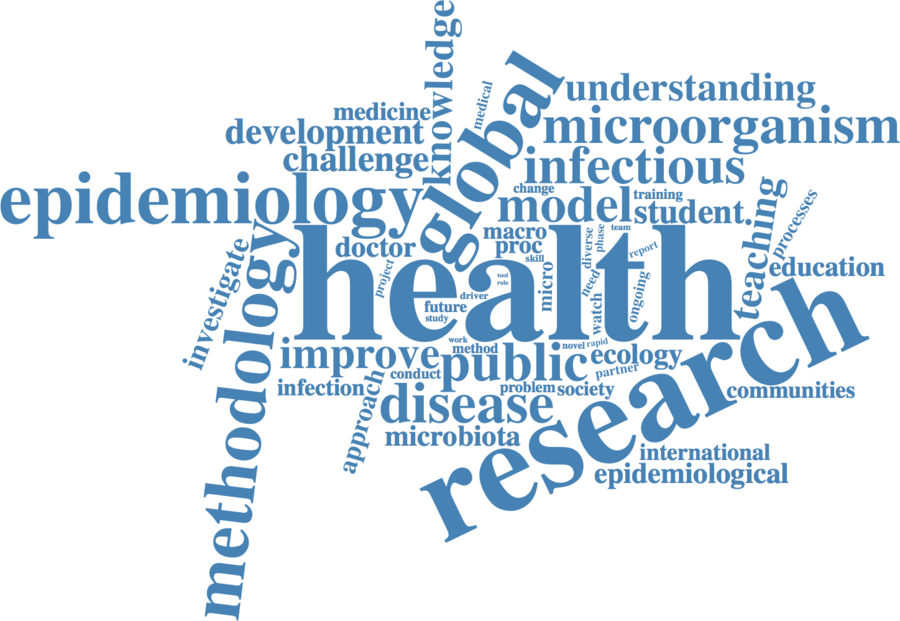 knowledge
global
medical
understanding
medicine
development
microorganism
challenge
infectious
epidemiology
change
training
model
student
teaching
processes
methodology
investigate
doctor
macro
proc
skill
health
diverse
phase
team
report
education
project
tool
role
need
ongoing
micro
watch
driver
future
study
research
work
method
novel
rapid
improve
public
ecology
partner
conduct
infection
approach
problem
society
communities
disease
microbiota
international
epidemiological